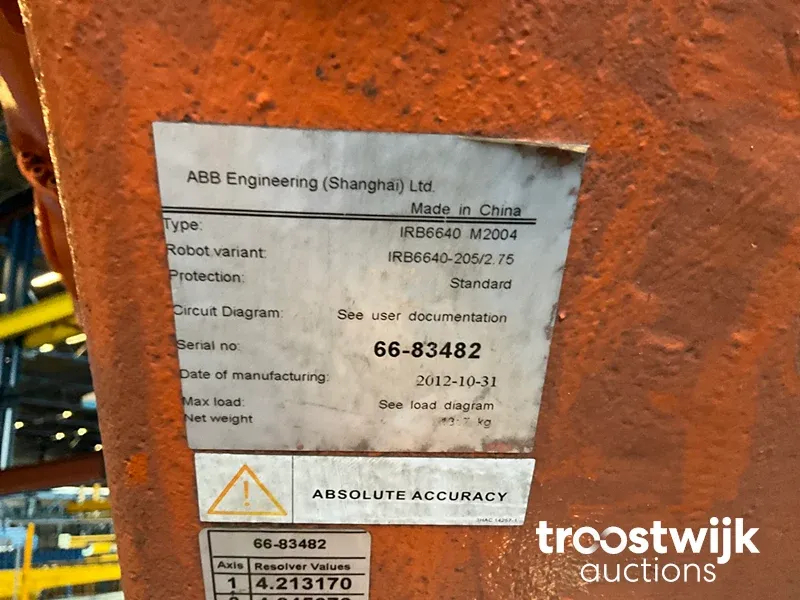 ABB Engineering (Shanghai) Ltd.
Made in China
Type: IRB6640 M2004
Robot variant: IRB6640-205/2.75
Protection: Standard
Circuit Diagram: See user documentation
Serial no: 66-83482
Date of manufacturing: 2012-10-31
Max load: See load diagram
Net weight kg
ABSOLUTE ACCURACY
66-83482
Axis Resolver Values
1 4.213170
troostwijk
auctions